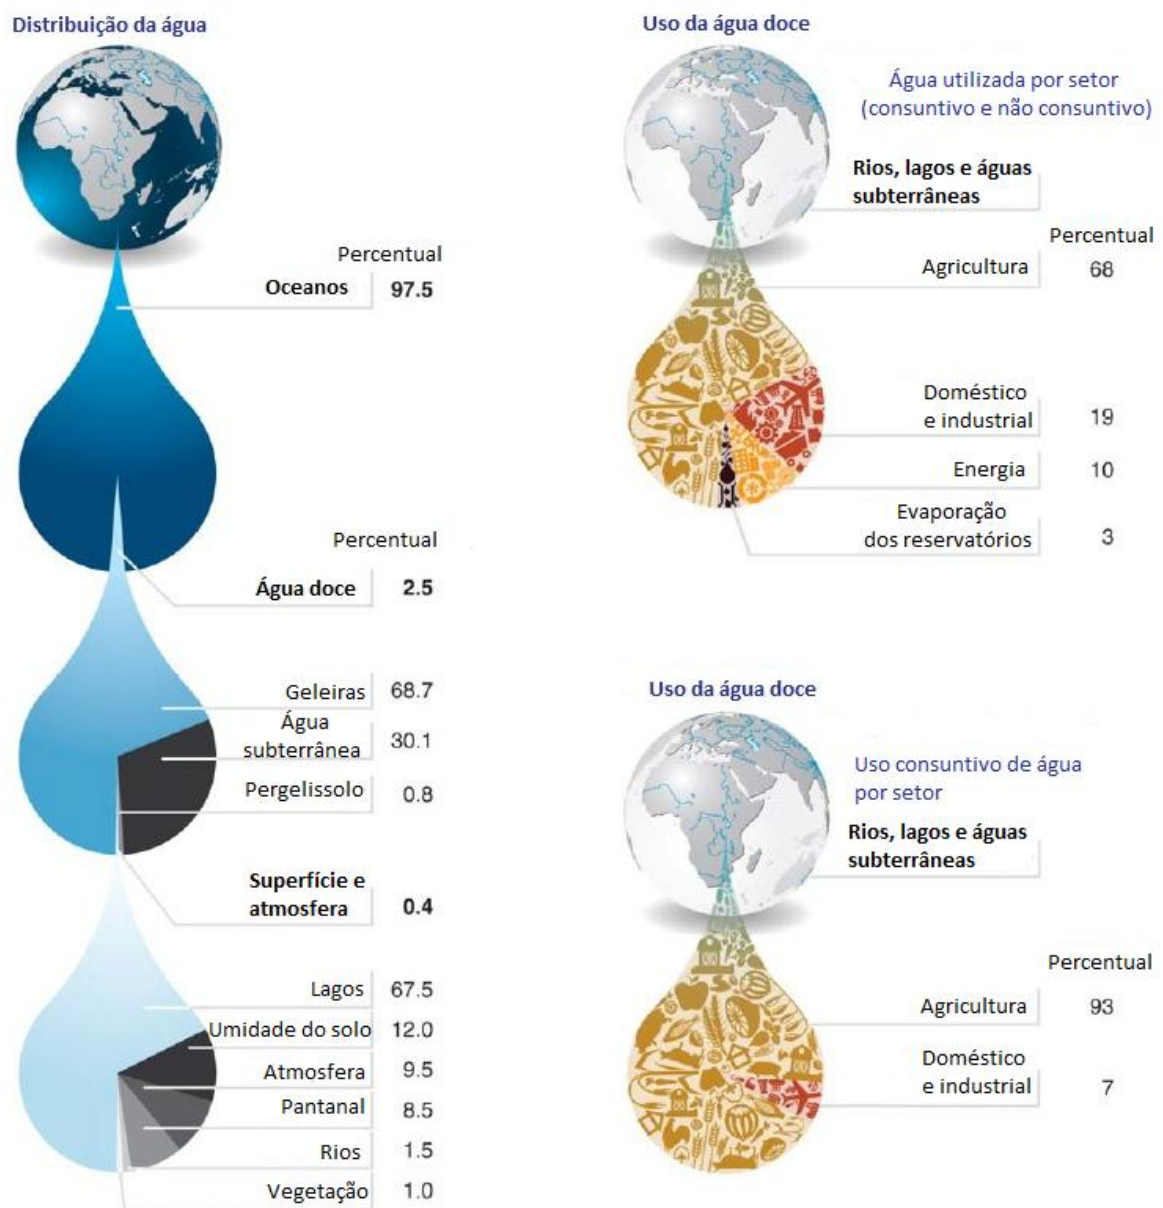 Distribuição da água
Percentual
Oceanos 97.5
Percentual
Água doce 2.5
Geleiras 68.7
Água
subterrânea 30.1
Pergelissolo 0.8
Superfície e
atmosfera 0.4
Lagos 67.5
Umidade do solo 12.0
Atmosfera 9.5
Pantanal 8.5
Rios 1.5
Vegetação 1.0
Uso da água doce
Água utilizada por setor
(consuntivo e não consuntivo)
Rios, lagos e águas
subterrâneas
Percentual
Agricultura 68
Doméstico
e industrial 19
Energia 10
Evaporação
dos reservatórios 3
Uso da água doce
Uso consuntivo de água
por setor
Rios, lagos e águas
subterrâneas
Percentual
Agricultura 93
Doméstico
e industrial 7